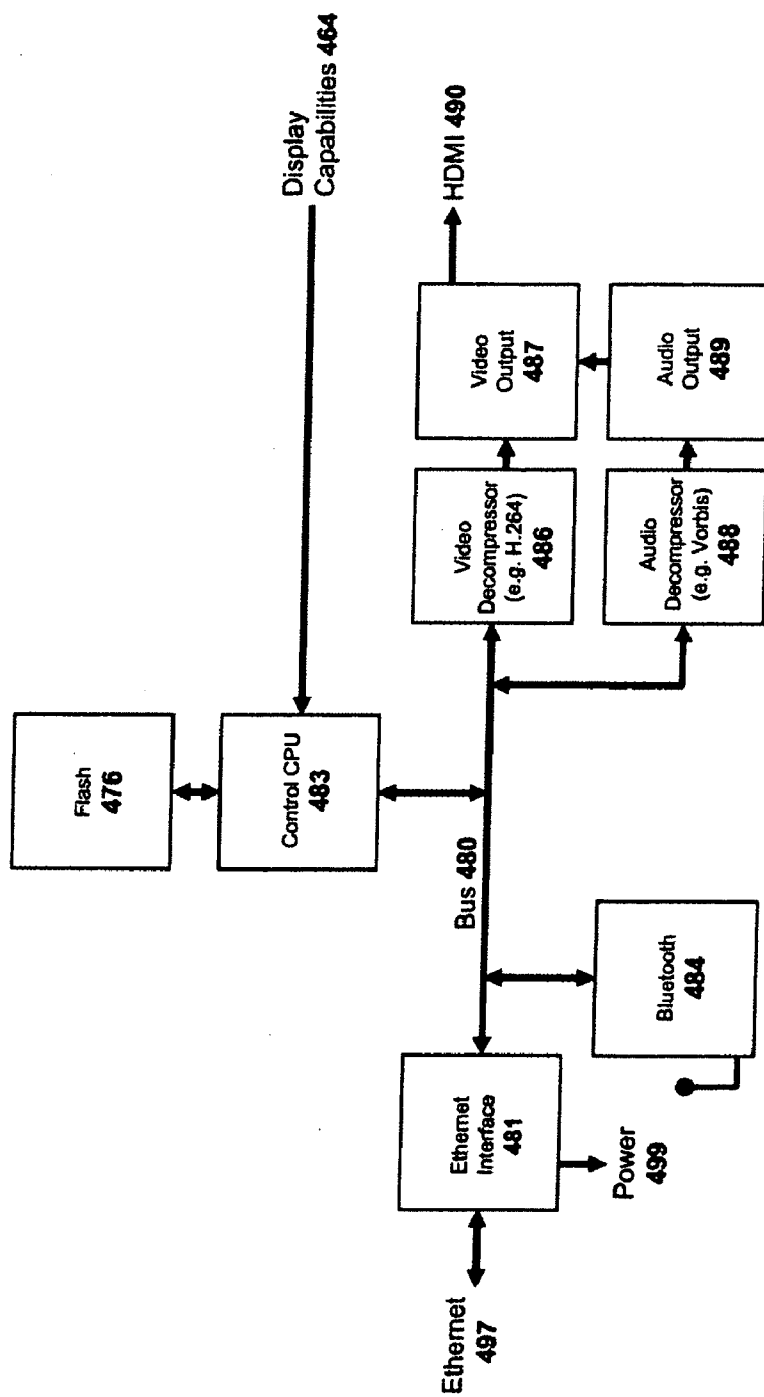 Display
Capabilities 464
Flash
476
Control CPU
483
HDMI 490
Video
Output
487
Video
Decompressor
(e.g. H.264)
486
Audio
Output
489
Audio
Decompressor
(e.g. Vorbis)
488
Bus 480
Bluetooth
484
Ethernet
Interface
481
Power
499
Ethernet
497